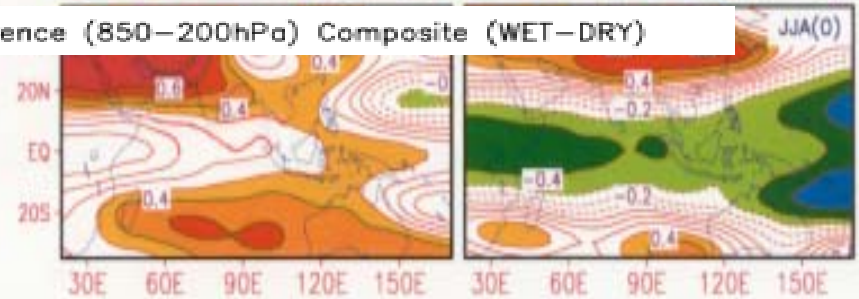 ence (850-200hPa) Composite (WET-DRY)
JJA(0)
0.4
20N
0.6
-0
0.4
0.4
-0.2
EQ
-0.4
0.4
-0.2
20S
0.4
30E 60E 90E 120E 150E 30E 60E 90E 120E 150E